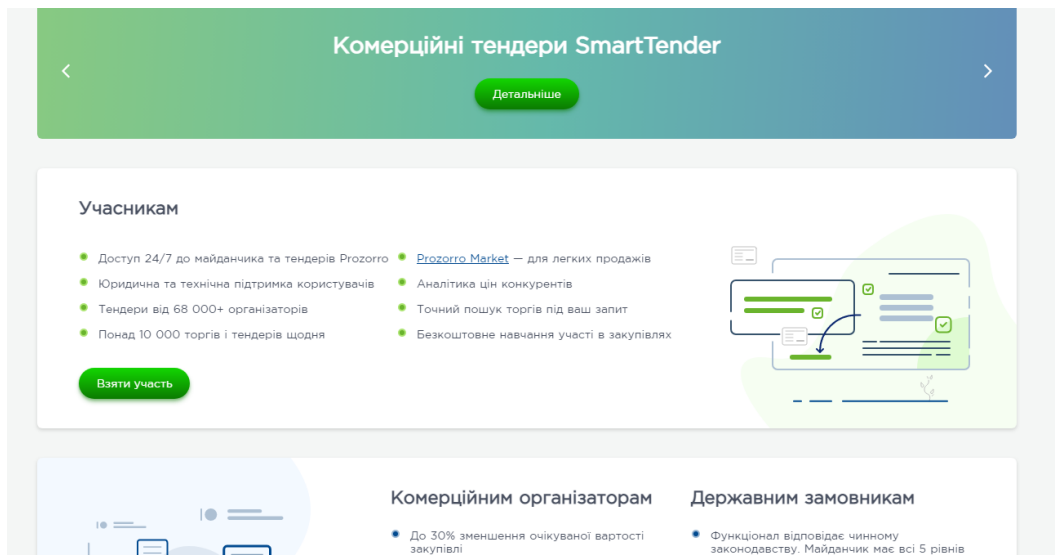 Комерційні тендери SmartTender
Детальніше
Учасникам
Доступ 24/7 до майданчика та тендерів Prozorro
Юридична та технічна підтримка користувачів
Тендери від 68 000+ організаторів
Понад 10 000 торгів і тендерів щодня
Prozorro Market — для легких продажів
Аналітика цін конкурентів
Точний пошук торгів під ваш запит
Безкоштовне навчання участі в закупівлях
Взяти участь
Комерційним організаторам
До 30% зменшення очікуваної вартості
закупівлі
Державним замовникам
Функціонал відповідає чинному
законодавству. Майданчик має всі 5 рівнів